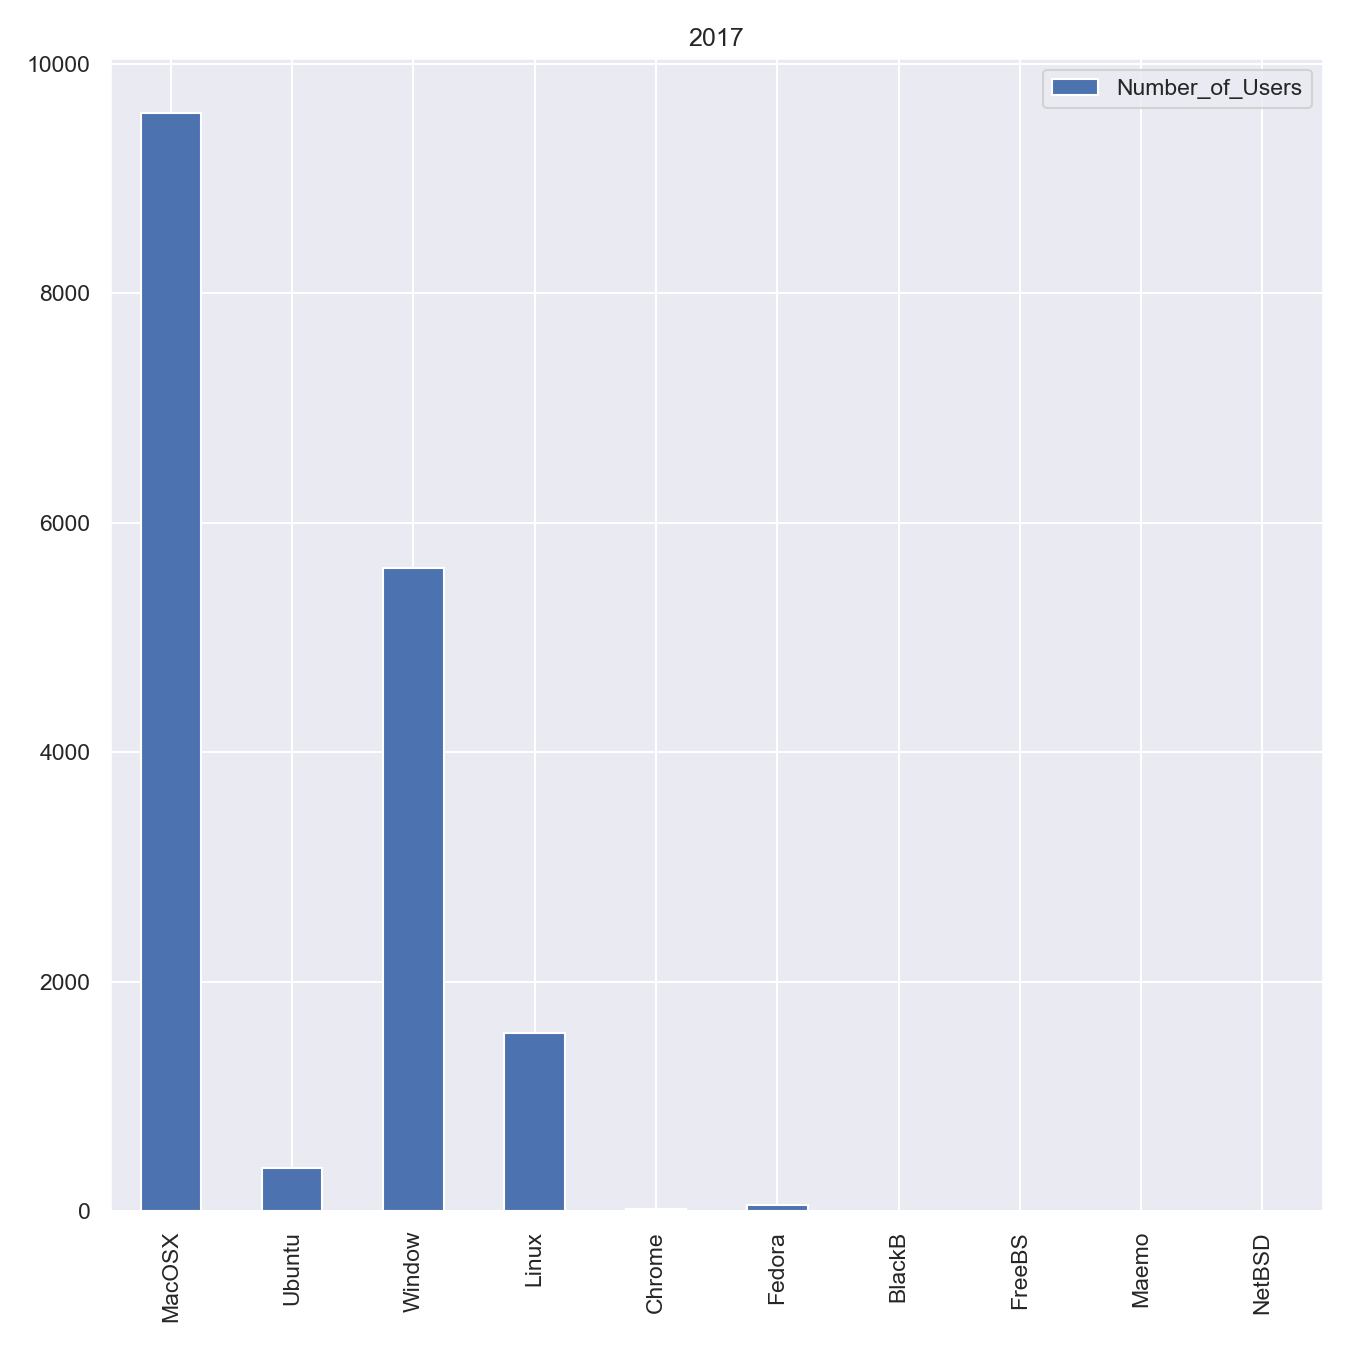 2017
Number_of_Users
10000
8000
6000
4000
2000
0
MacOSX
Ubuntu
Window
Linux
Chrome
Fedora
BlackB
FreeBS
Maemo
NetBSD